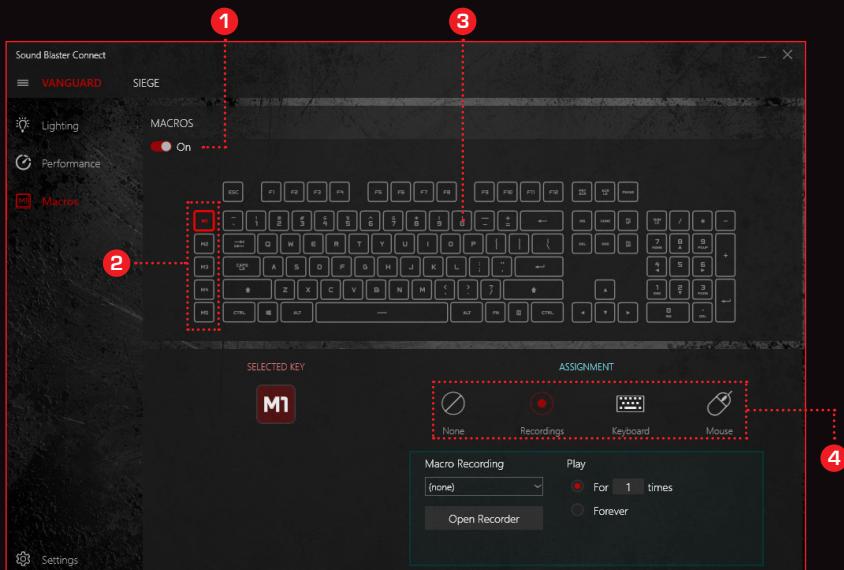 1
3
Sound Blaster Connect
VANGUARD SIEGE
Lighting
MACROS
On
Performance
M6 Macros
ESC F1 F2 F3 F4 F5 F6 F7 F8 F9 F10 F11 F12
M1
M2 Q W E R T Y U I O P
2
M3 A S D F G H J K L
M4 Z X C V B N M
M5 CTRL ALT ALT FN CTRL
SELECTED KEY ASSIGNMENT
M1
None Recordings Keyboard Mouse
4
Macro Recording Play
(none) For 1 times
Open Recorder Forever
Settings